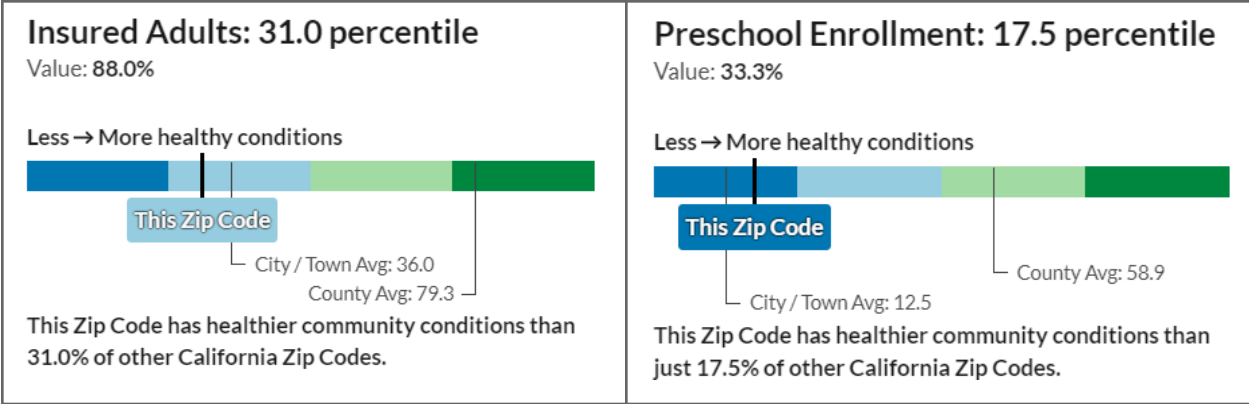 Insured Adults: 31.0 percentile
Value: 88.0%
Less → More healthy conditions
This Zip Code
City / Town Avg: 36.0
County Avg: 79.3
This Zip Code has healthier community conditions than
31.0% of other California Zip Codes.
Preschool Enrollment: 17.5 percentile
Value: 33.3%
Less → More healthy conditions
This Zip Code
County Avg: 58.9
City / Town Avg: 12.5
This Zip Code has healthier community conditions than
just 17.5% of other California Zip Codes.